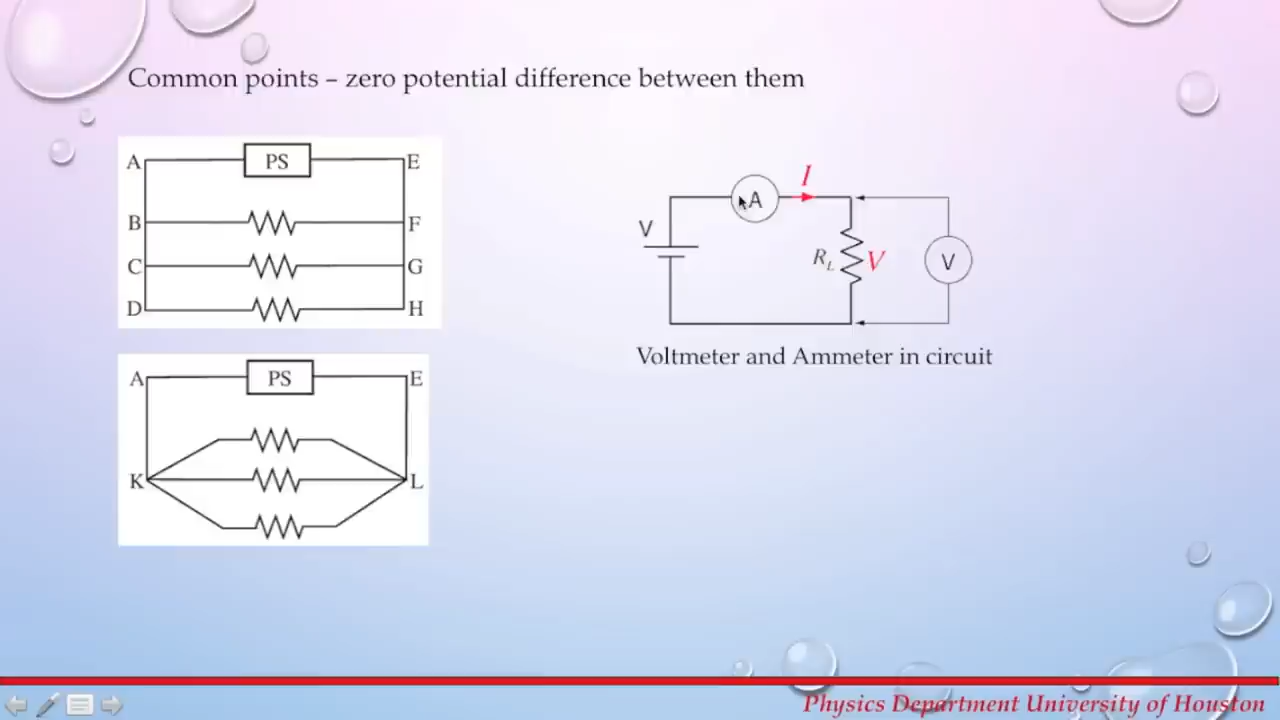 Common points – zero potential difference between them
A PS E
B F
C G
D H
A PS E
K L
I
A
V
R_L V V
Voltmeter and Ammeter in circuit
Physics Department University of Houston